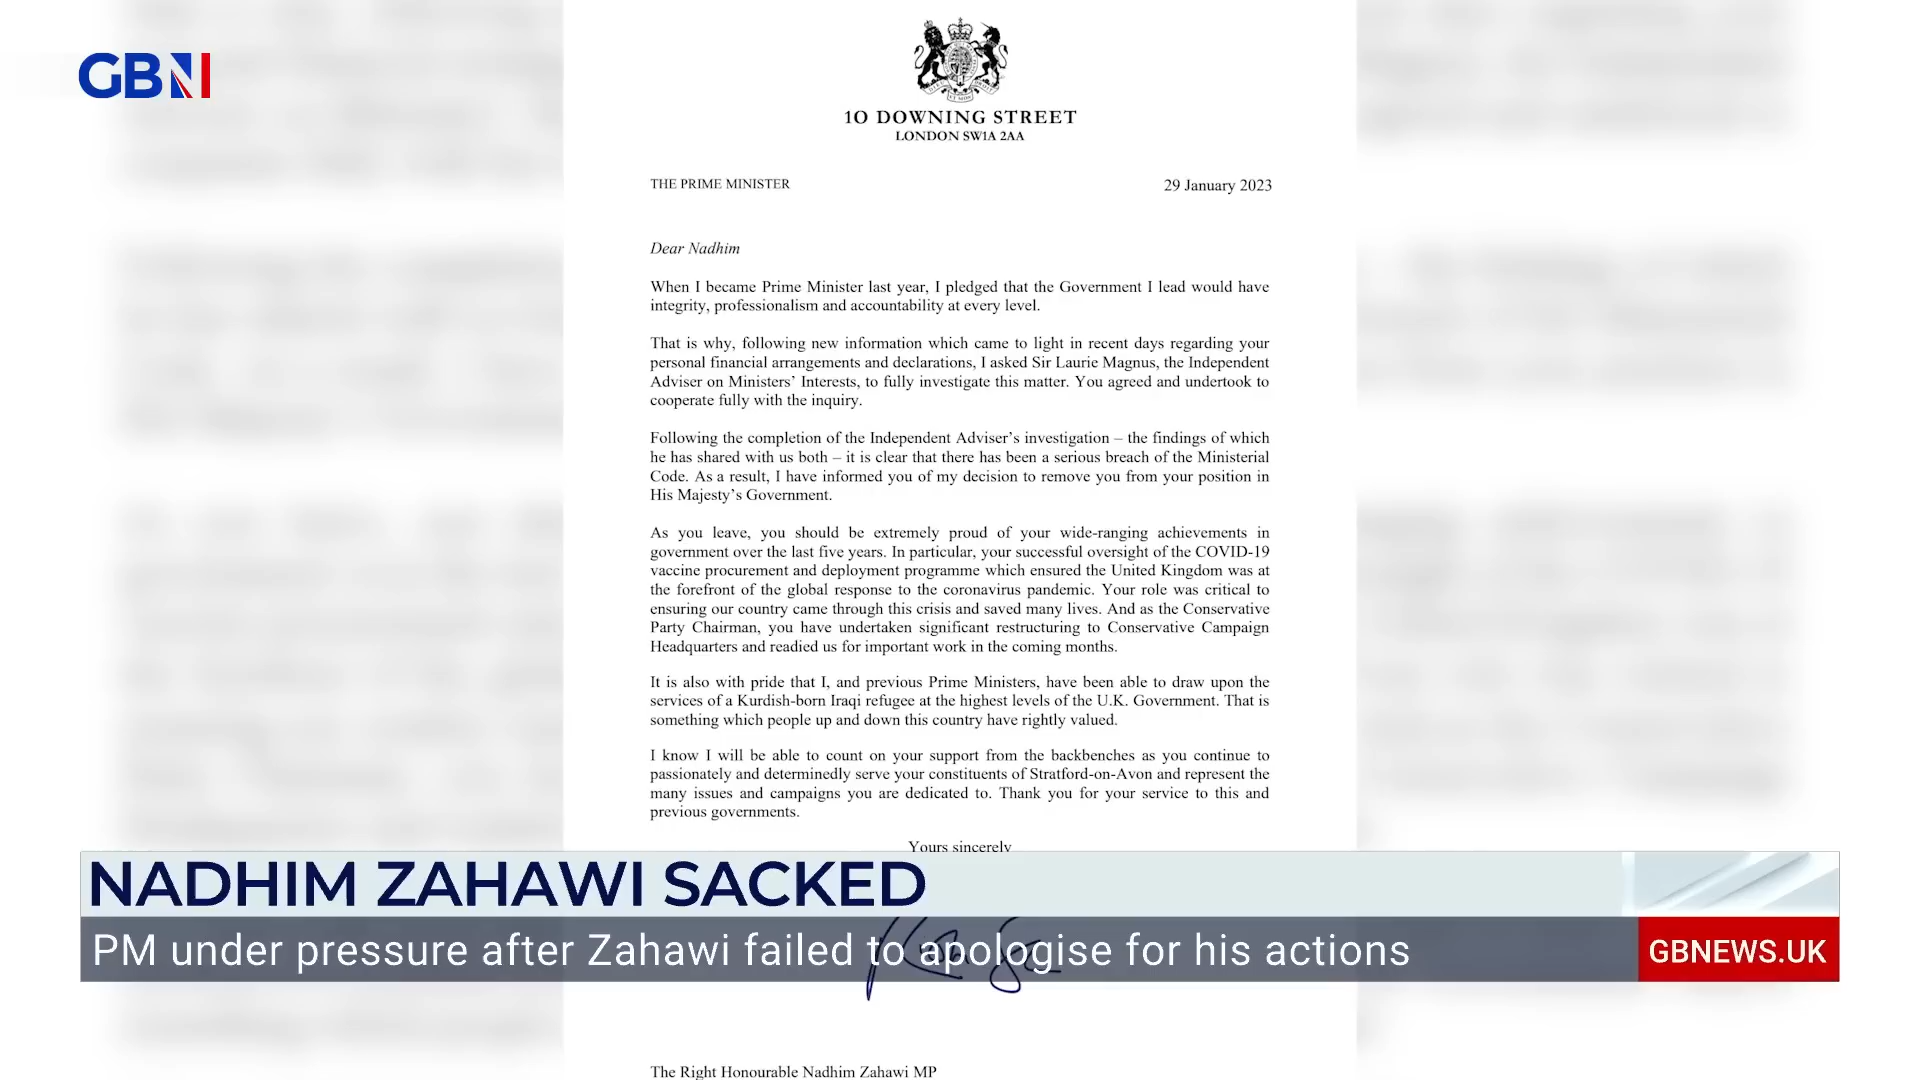 GBN
10 DOWNING STREET
LONDON SW1A 2AA
THE PRIME MINISTER
29 January 2023
Dear Nadhim
When I became Prime Minister last year, I pledged that the Government I lead would have
integrity, professionalism and accountability at every level.
That is why, following new information which came to light in recent days regarding your
personal financial arrangements and declarations, I asked Sir Laurie Magnus, the Independent
Adviser on Ministers’ Interests, to fully investigate this matter. You agreed and undertook to
cooperate fully with the inquiry.
Following the completion of the Independent Adviser’s investigation – the findings of which
he has shared with us both – it is clear that there has been a serious breach of the Ministerial
Code. As a result, I have informed you of my decision to remove you from your position in
His Majesty’s Government.
As you leave, you should be extremely proud of your wide-ranging achievements in
government over the last five years. In particular, your successful oversight of the COVID-19
vaccine procurement and deployment programme which ensured the United Kingdom was at
the forefront of the global response to the coronavirus pandemic. Your role was critical to
ensuring our country came through this crisis and saved many lives. And as the Conservative
Party Chairman, you have undertaken significant restructuring to Conservative Campaign
Headquarters and readied us for important work in the coming months.
It is also with pride that I, and previous Prime Ministers, have been able to draw upon the
services of a Kurdish-born Iraqi refugee at the highest levels of the U.K. Government. That is
something which people up and down this country have rightly valued.
I know I will be able to count on your support from the backbenches as you continue to
passionately and determinedly serve your constituents of Stratford-on-Avon and represent the
many issues and campaigns you are dedicated to. Thank you for your service to this and
previous governments.
Yours sincerely
NADHIM ZAHAWI SACKED
PM under pressure after Zahawi failed to apologise for his actions
GBNEWS.UK
The Right Honourable Nadhim Zahawi MP